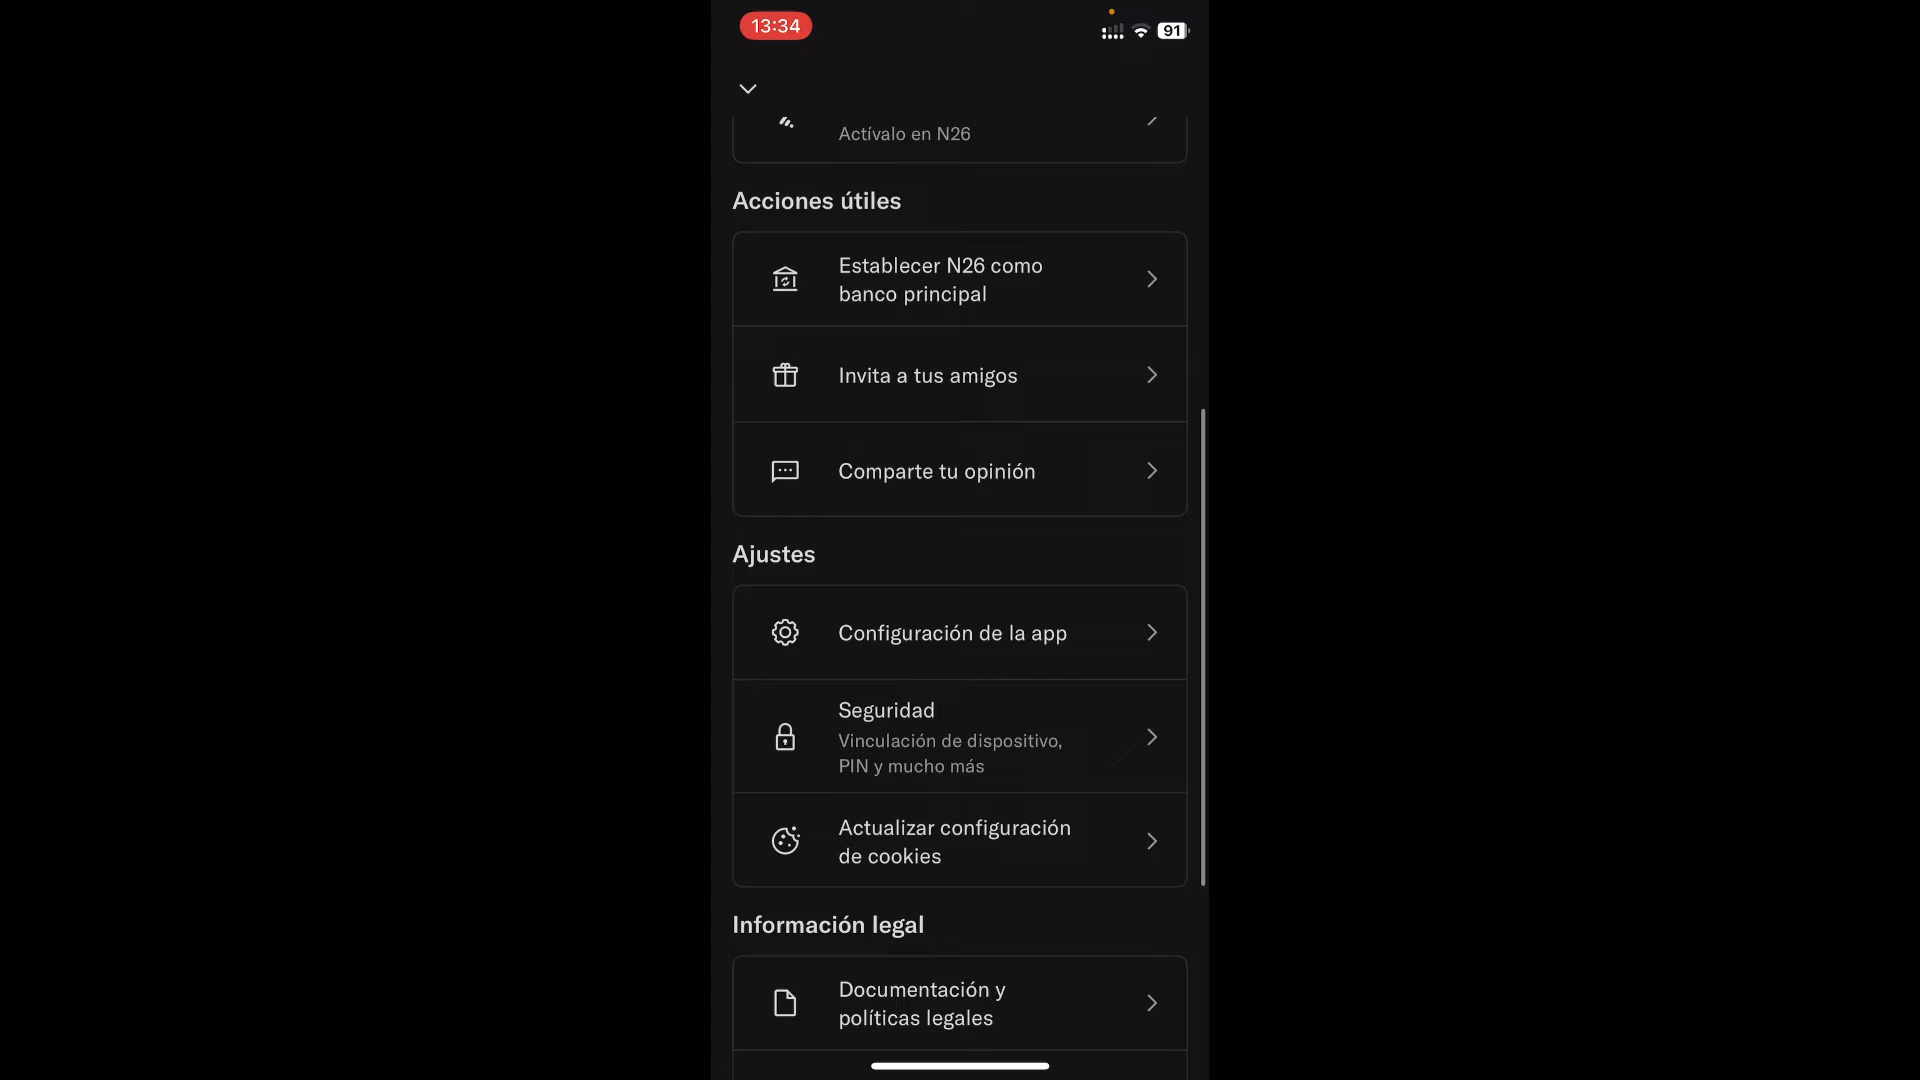 13:34
91
Actívalo en N26
Acciones útiles
Establecer N26 como
banco principal
Invita a tus amigos
Comparte tu opinión
Ajustes
Configuración de la app
Seguridad
Vinculación de dispositivo,
PIN y mucho más
Actualizar configuración
de cookies
Información legal
Documentación y
políticas legales